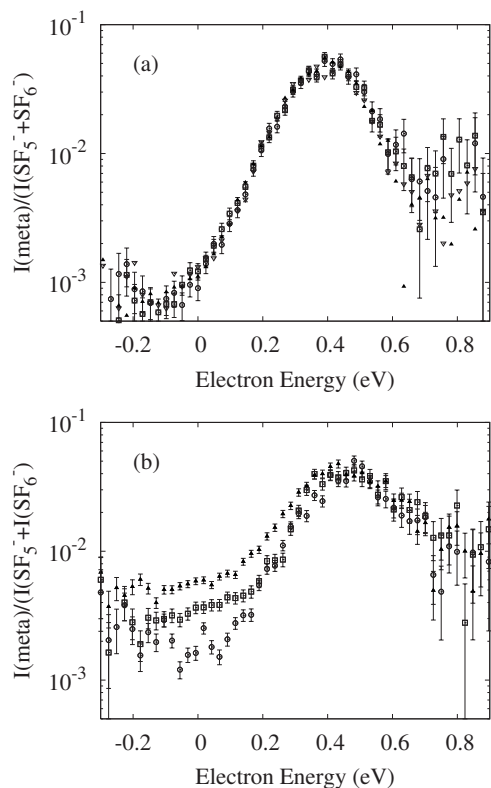 10⁻¹
(a)
10⁻²
10⁻³
I(meta)/(I(SF₅⁻+SF₆⁻)
-0.2 0 0.2 0.4 0.6 0.8
Electron Energy (eV)
10⁻¹
(b)
10⁻²
10⁻³
I(meta)/(I(SF₅⁻+I(SF₆⁻)
-0.2 0 0.2 0.4 0.6 0.8
Electron Energy (eV)